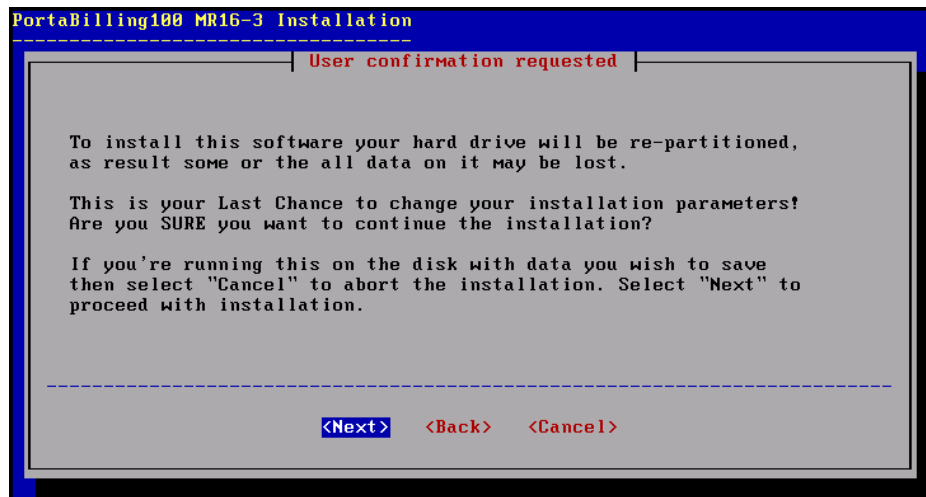 PortaBilling100 MR16-3 Installation
User confirmation requested
To install this software your hard drive will be re-partitioned,
as result some or the all data on it may be lost.
This is your Last Chance to change your installation parameters!
Are you SURE you want to continue the installation?
If you're running this on the disk with data you wish to save
then select "Cancel" to abort the installation. Select "Next" to
proceed with installation.
<Next> <Back> <Cancel>